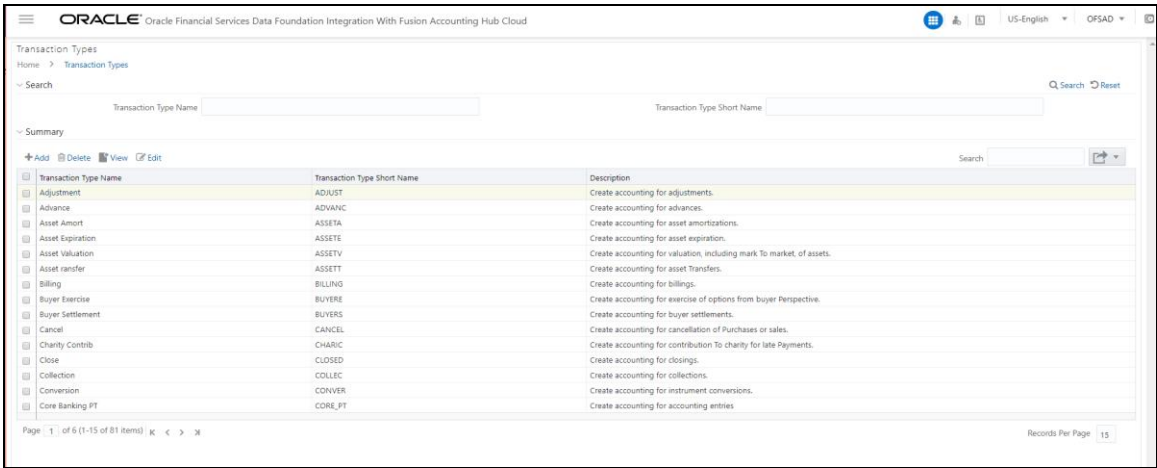 ORACLE® Oracle Financial Services Data Foundation Integration With Fusion Accounting Hub Cloud US-English OFSAD
Transaction Types
Home > Transaction Types
Search Search Reset
Transaction Type Name Transaction Type Short Name
Summary
Add Delete View Edit Search
Transaction Type Name Transaction Type Short Name Description
Adjustment ADJUST Create accounting for adjustments.
Advance ADVANC Create accounting for advances.
Asset Amort ASSETA Create accounting for asset amortizations.
Asset Expiration ASSETE Create accounting for asset expiration.
Asset Valuation ASSETV Create accounting for valuation, including mark To market, of assets.
Asset ransfer ASSETT Create accounting for asset Transfers.
Billing BILLING Create accounting for billings.
Buyer Exercise BUYERE Create accounting for exercise of options from buyer Perspective.
Buyer Settlement BUYERS Create accounting for buyer settlements.
Cancel CANCEL Create accounting for cancellation of Purchases or sales.
Charity Contrib CHARIC Create accounting for contribution To charity for late Payments.
Close CLOSED Create accounting for closings.
Collection COLLEC Create accounting for collections.
Conversion CONVER Create accounting for instrument conversions.
Core Banking PT CORE_PT Create accounting for accounting entries
Page 1 of 6 (1-15 of 81 items) Records Per Page 15